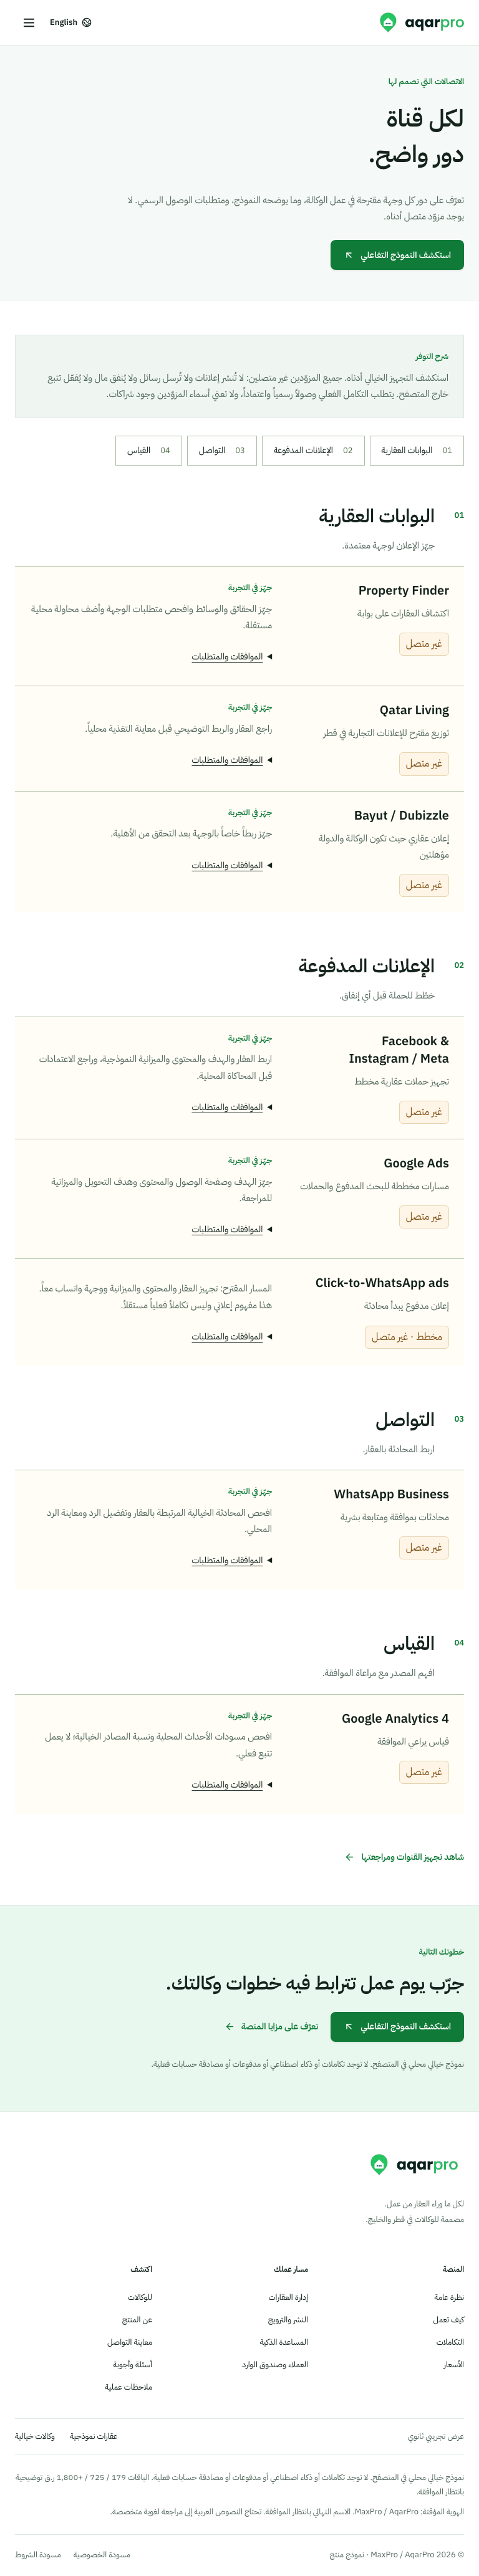 aqarpro
English
الاتصالات التي نصمم لها
لكل قناة
دور واضح.
تعرّف على دور كل وجهة مقترحة في عمل الوكالة، وما يوضحه النموذج، ومتطلبات الوصول الرسمي. لا
يوجد مزوّد متصل أدناه.
استكشف النموذج التفاعلي
شرح التوفر
استكشف التجهيز الخيالي أدناه. جميع المزوّدين غير متصلين: لا تُنشر إعلانات ولا تُرسل رسائل ولا يُنفق مال ولا يُفعّل تتبع
خارج المتصفح. يتطلب التكامل الفعلي وصولاً رسمياً واعتماداً، ولا تعني أسماء المزوّدين وجود شراكات.
01 البوابات العقارية
02 الإعلانات المدفوعة
03 التواصل
04 القياس
01
البوابات العقارية
جهّز الإعلان لوجهة معتمدة.
Property Finder
اكتشاف العقارات على بوابة
غير متصل
جهّز في التجربة
جهّز الحقائق والوسائط وافحص متطلبات الوجهة وأضف محاولة محلية
مستقلة.
الموافقات والمتطلبات
Qatar Living
توزيع مقترح للإعلانات التجارية في قطر
غير متصل
جهّز في التجربة
راجع العقار والربط التوضيحي قبل معاينة التغذية محلياً.
الموافقات والمتطلبات
Bayut / Dubizzle
إعلان عقاري حيث تكون الوكالة والدولة
مؤهلتين
غير متصل
جهّز في التجربة
جهّز ربطاً خاصاً بالوجهة بعد التحقق من الأهلية.
الموافقات والمتطلبات
02
الإعلانات المدفوعة
خطّط للحملة قبل أي إنفاق.
Facebook &
Instagram / Meta
تجهيز حملات عقارية مخطط
غير متصل
جهّز في التجربة
اربط العقار والهدف والمحتوى والميزانية النموذجية، وراجع الاعتمادات
قبل المحاكاة المحلية.
الموافقات والمتطلبات
Google Ads
مسارات مخططة للبحث المدفوع والحملات
غير متصل
جهّز في التجربة
جهّز الهدف وصفحة الوصول والمحتوى وهدف التحويل والميزانية
للمراجعة.
الموافقات والمتطلبات
Click-to-WhatsApp ads
إعلان مدفوع يبدأ محادثة
مخطط · غير متصل
المسار المقترح: تجهيز العقار والمحتوى والميزانية ووجهة واتساب معاً.
هذا مفهوم إعلاني وليس تكاملاً فعلياً مستقلاً.
الموافقات والمتطلبات
03
التواصل
اربط المحادثة بالعقار.
WhatsApp Business
محادثات بموافقة ومتابعة بشرية
غير متصل
جهّز في التجربة
افحص المحادثة الخيالية المرتبطة بالعقار وتفضيل الرد ومعاينة الرد
المحلي.
الموافقات والمتطلبات
04
القياس
افهم المصدر مع مراعاة الموافقة.
Google Analytics 4
قياس يراعي الموافقة
غير متصل
جهّز في التجربة
افحص مسودات الأحداث المحلية ونسبة المصادر الخيالية؛ لا يعمل
تتبع فعلي.
الموافقات والمتطلبات
شاهد تجهيز القنوات ومراجعتها
خطوتك التالية
جرّب يوم عمل تترابط فيه خطوات وكالتك.
استكشف النموذج التفاعلي
تعرّف على مزايا المنصة
نموذج خيالي محلي في المتصفح. لا توجد تكاملات أو ذكاء اصطناعي أو مدفوعات أو مصادقة حسابات فعلية.
aqarpro
لكل ما وراء العقار من عمل.
مصممة للوكالات في قطر والخليج.
المنصة
نظرة عامة
كيف تعمل
التكاملات
الأسعار
مسار عملك
إدارة العقارات
النشر والترويج
المساعدة الذكية
العملاء وصندوق الوارد
اكتشف
للوكالات
عن المنتج
معاينة التواصل
أسئلة وأجوبة
ملاحظات عملية
عرض تجريبي ثانوي
عقارات نموذجية
وكالات خيالية
نموذج خيالي محلي في المتصفح. لا توجد تكاملات أو ذكاء اصطناعي أو مدفوعات أو مصادقة حسابات فعلية. الباقات 179 / 725 / +1,800 ر.ق توضيحية
بانتظار الموافقة.
الهوية المؤقتة: MaxPro / AqarPro. الاسم النهائي بانتظار الموافقة. تحتاج النصوص العربية إلى مراجعة لغوية متخصصة.
© 2026 MaxPro / AqarPro · نموذج منتج
مسودة الخصوصية
مسودة الشروط